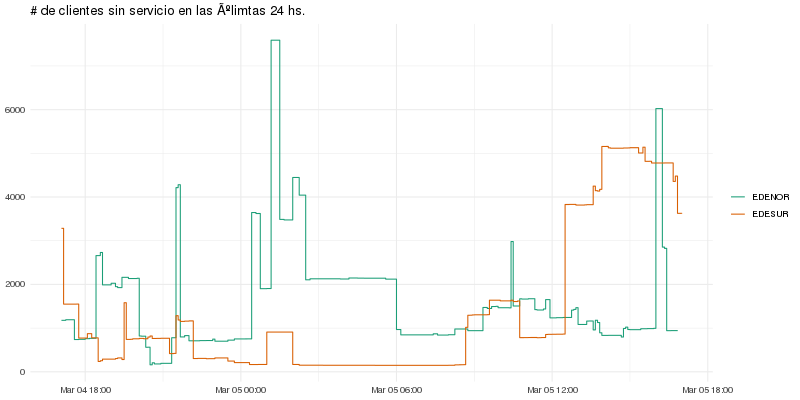 # de clientes sin servicio en las Ãºlimtas 24 hs.
6000
4000
2000
0
Mar 04 18:00
Mar 05 00:00
Mar 05 06:00
Mar 05 12:00
Mar 05 18:00
EDENOR
EDESUR